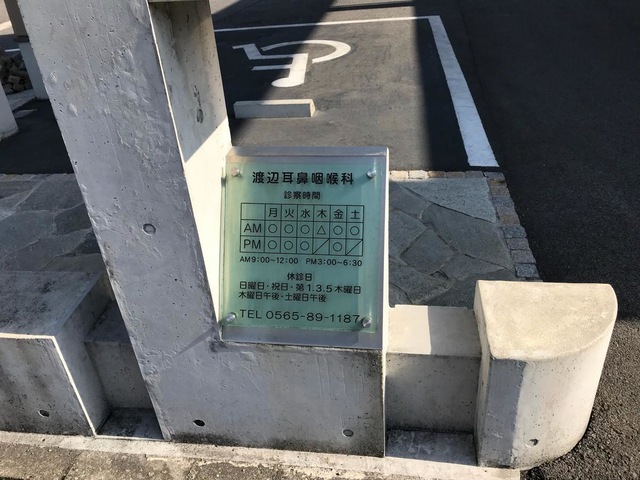 渡辺耳鼻咽喉科
診察時間
月 火 水 木 金 土
AM ○ ○ ○ △ ○ ○
PM ○ ○ ○ ／ ○ ／
AM9:00~12:00 PM3:00~6:30
休診日
日曜日・祝日・第1.3.5木曜日
木曜日午後・土曜日午後
TEL 0565-89-1187